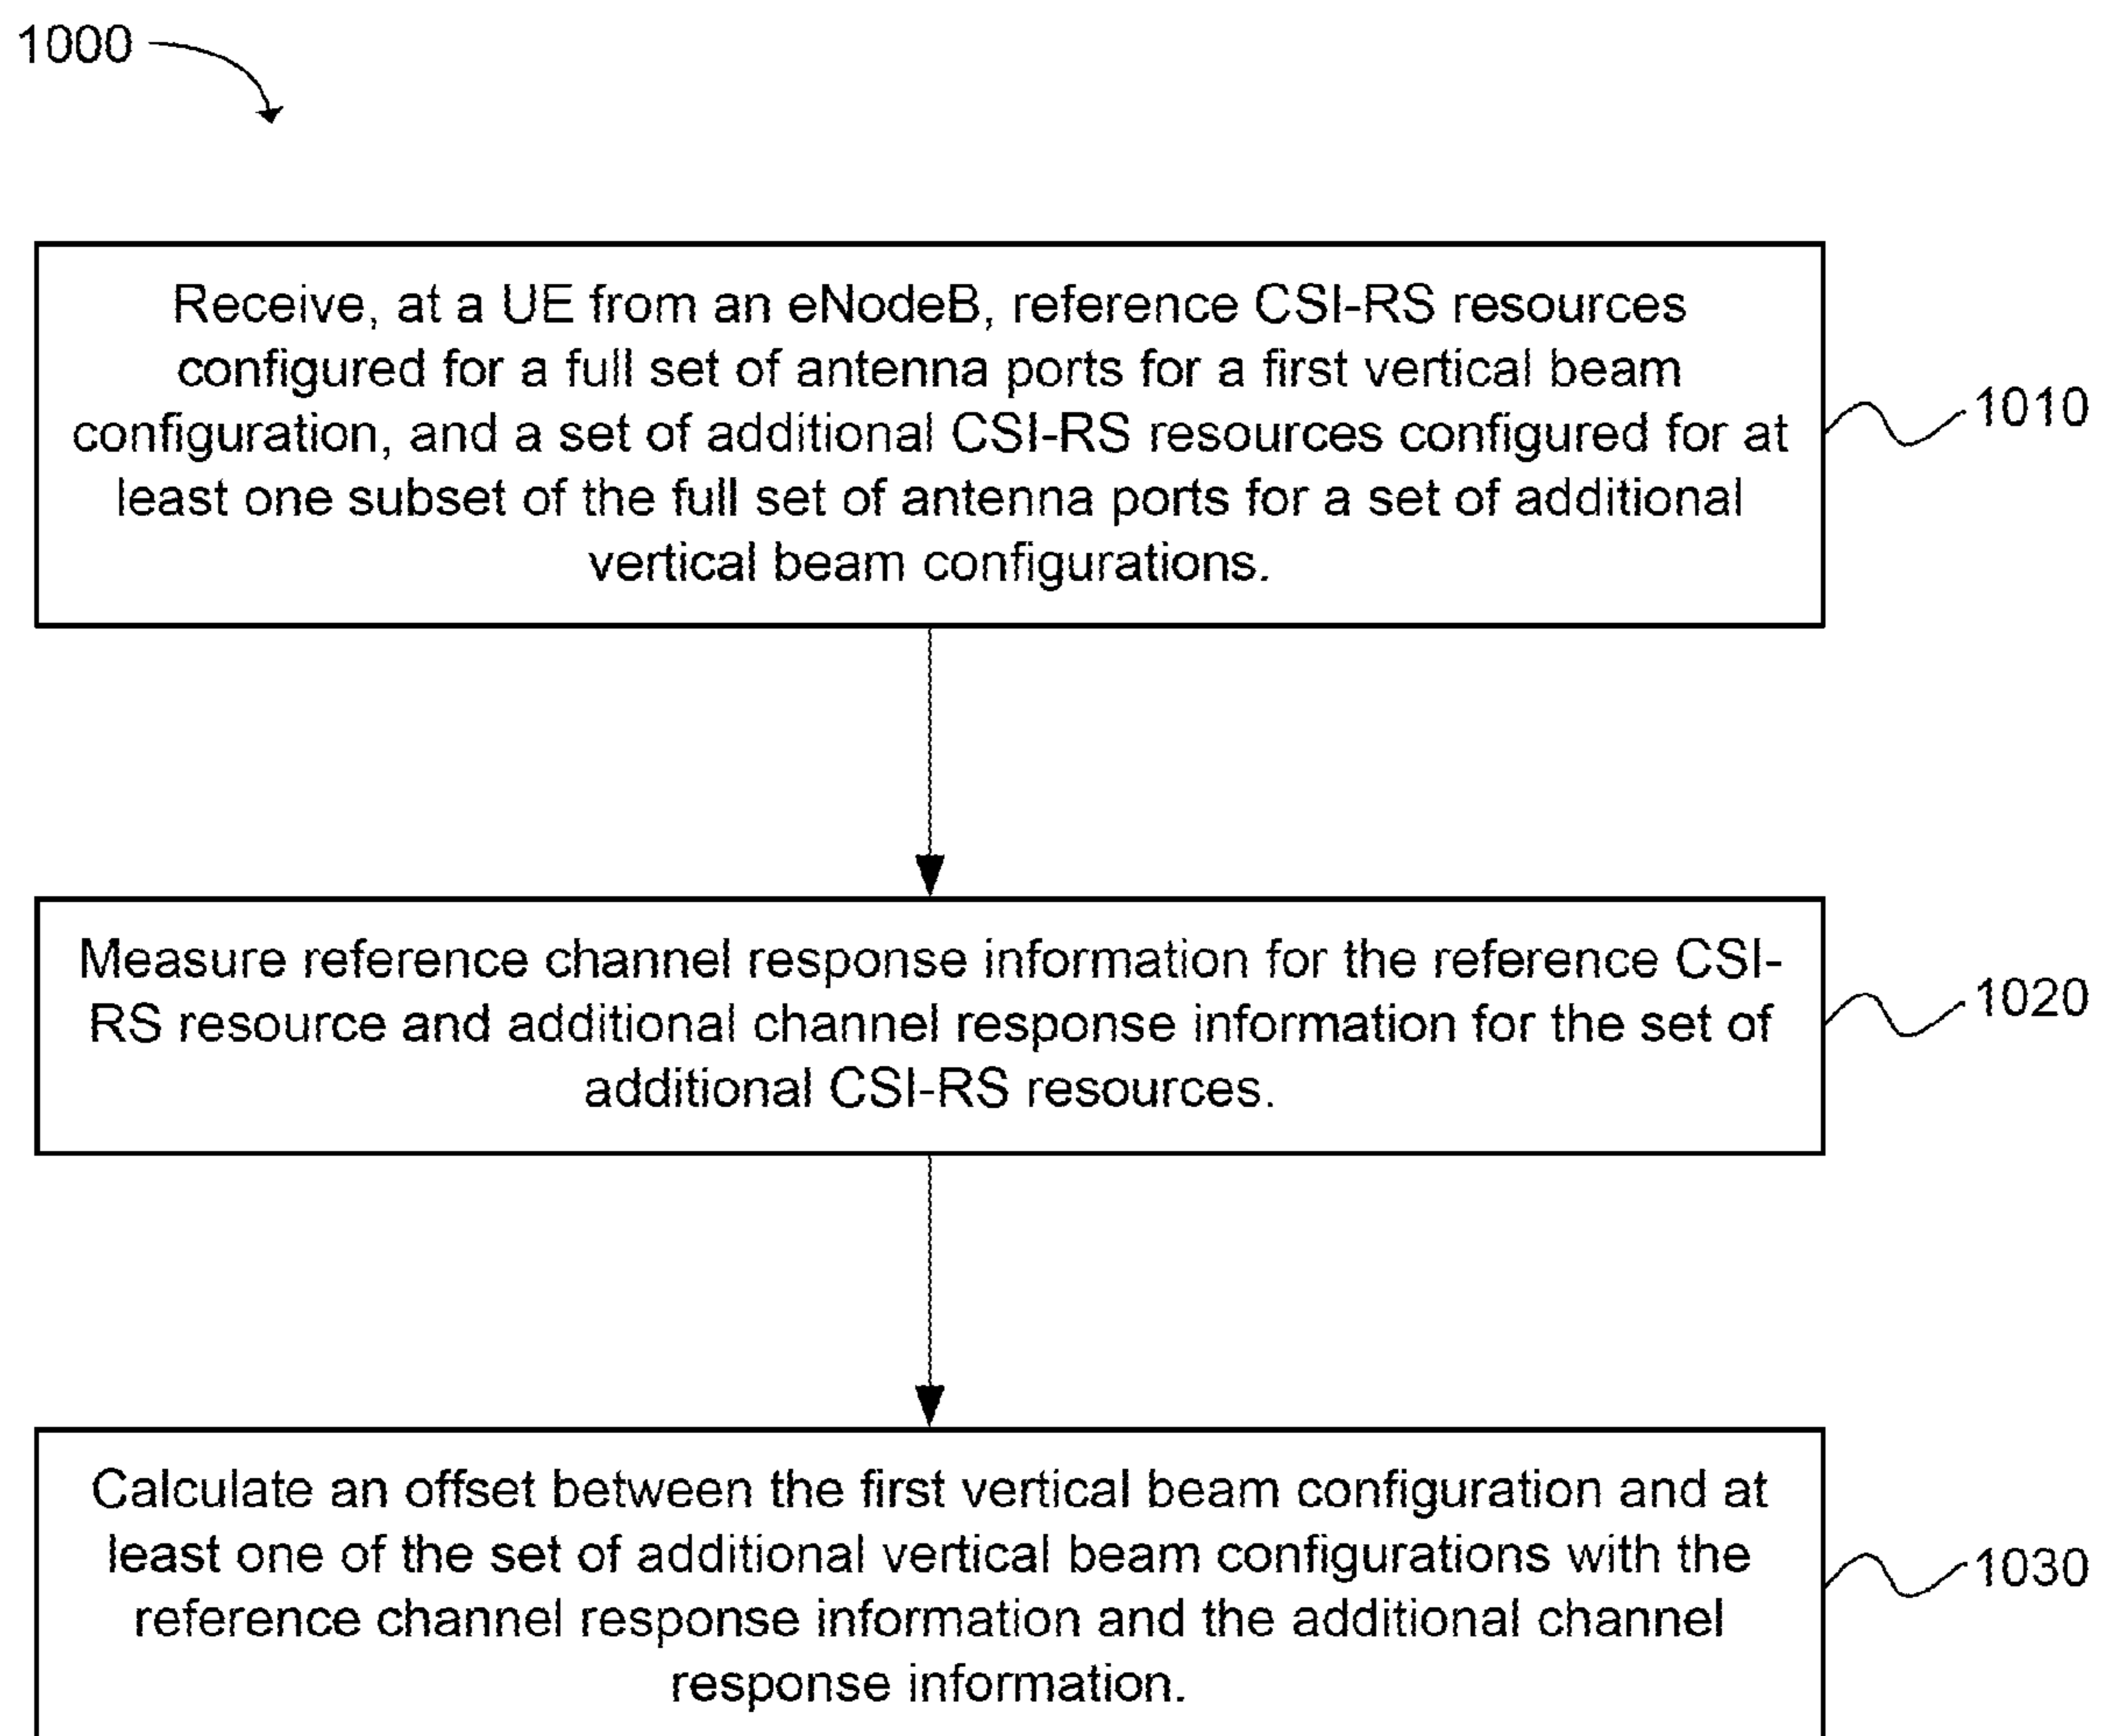 1000
Receive, at a UE from an eNodeB, reference CSI-RS resources
configured for a full set of antenna ports for a first vertical beam
configuration, and a set of additional CSI-RS resources configured for at
least one subset of the full set of antenna ports for a set of additional
vertical beam configurations.
1010
Measure reference channel response information for the reference CSI-
RS resource and additional channel response information for the set of
additional CSI-RS resources.
1020
Calculate an offset between the first vertical beam configuration and at
least one of the set of additional vertical beam configurations with the
reference channel response information and the additional channel
response information.
1030